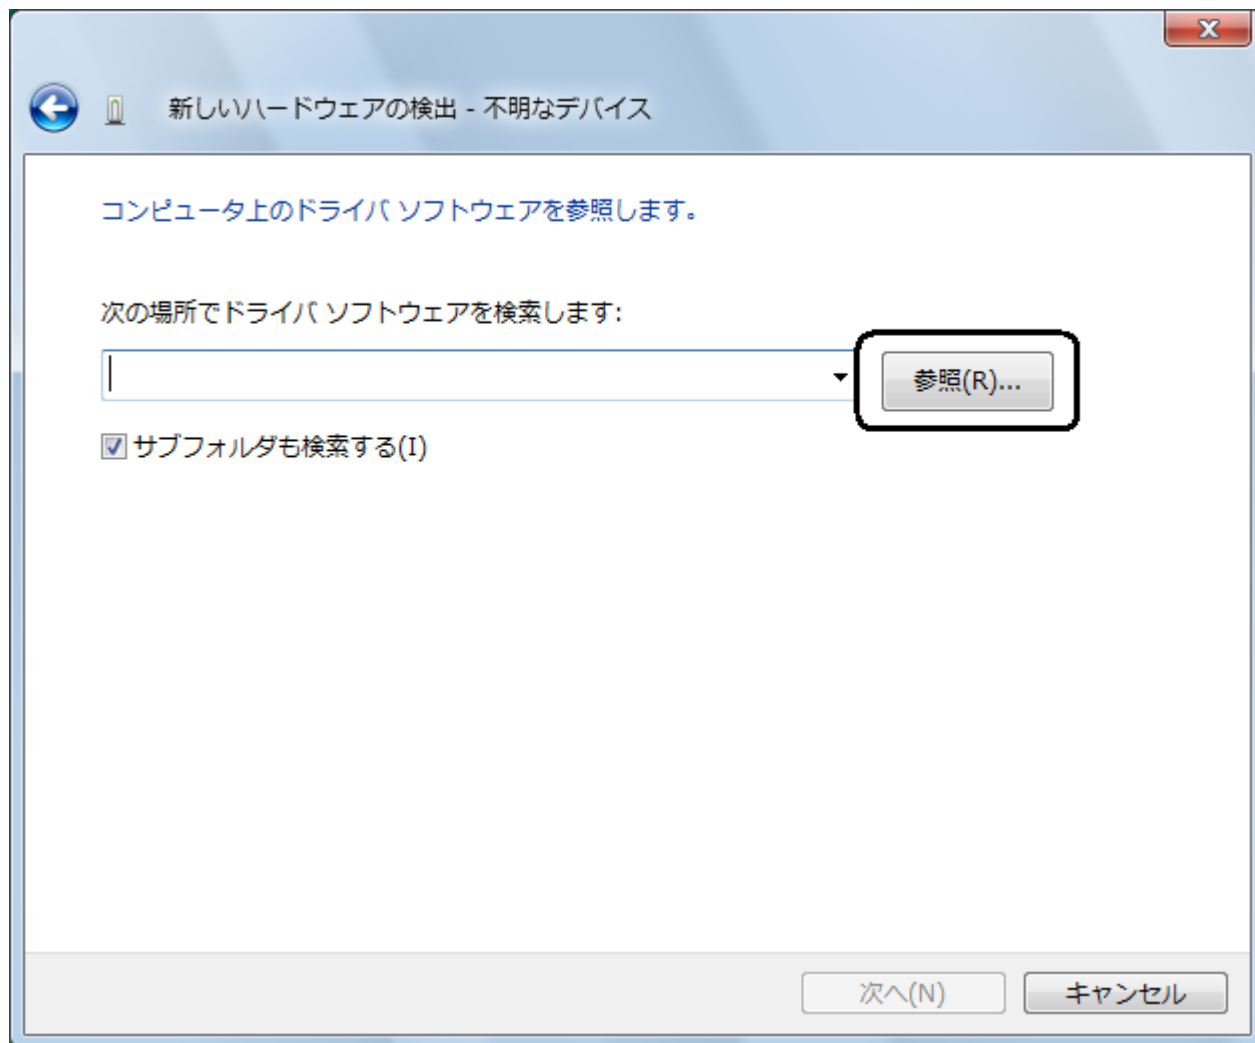 新しいハードウェアの検出 - 不明なデバイス
コンピュータ上のドライバ ソフトウェアを参照します。
次の場所でドライバ ソフトウェアを検索します:
参照(R)...
サブフォルダも検索する(I)
次へ(N)
キャンセル